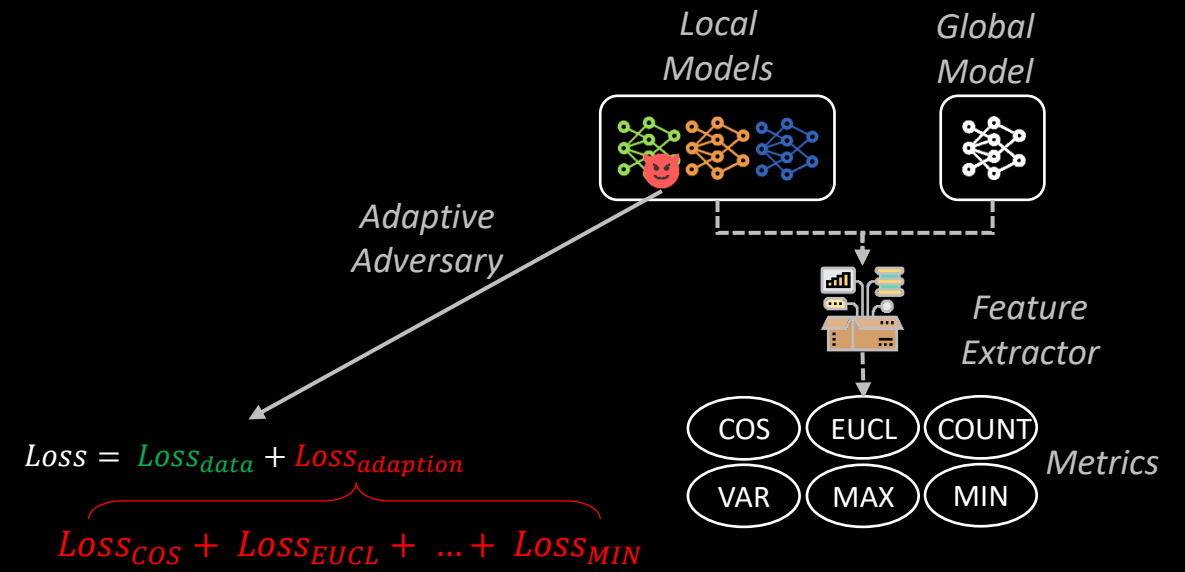 Local
Models
Global
Model
Adaptive
Adversary
Feature
Extractor
COS EUCL COUNT
VAR MAX MIN
Metrics
Loss = Loss_data + Loss_adaption
Loss_COS + Loss_EUCL + … + Loss_MIN